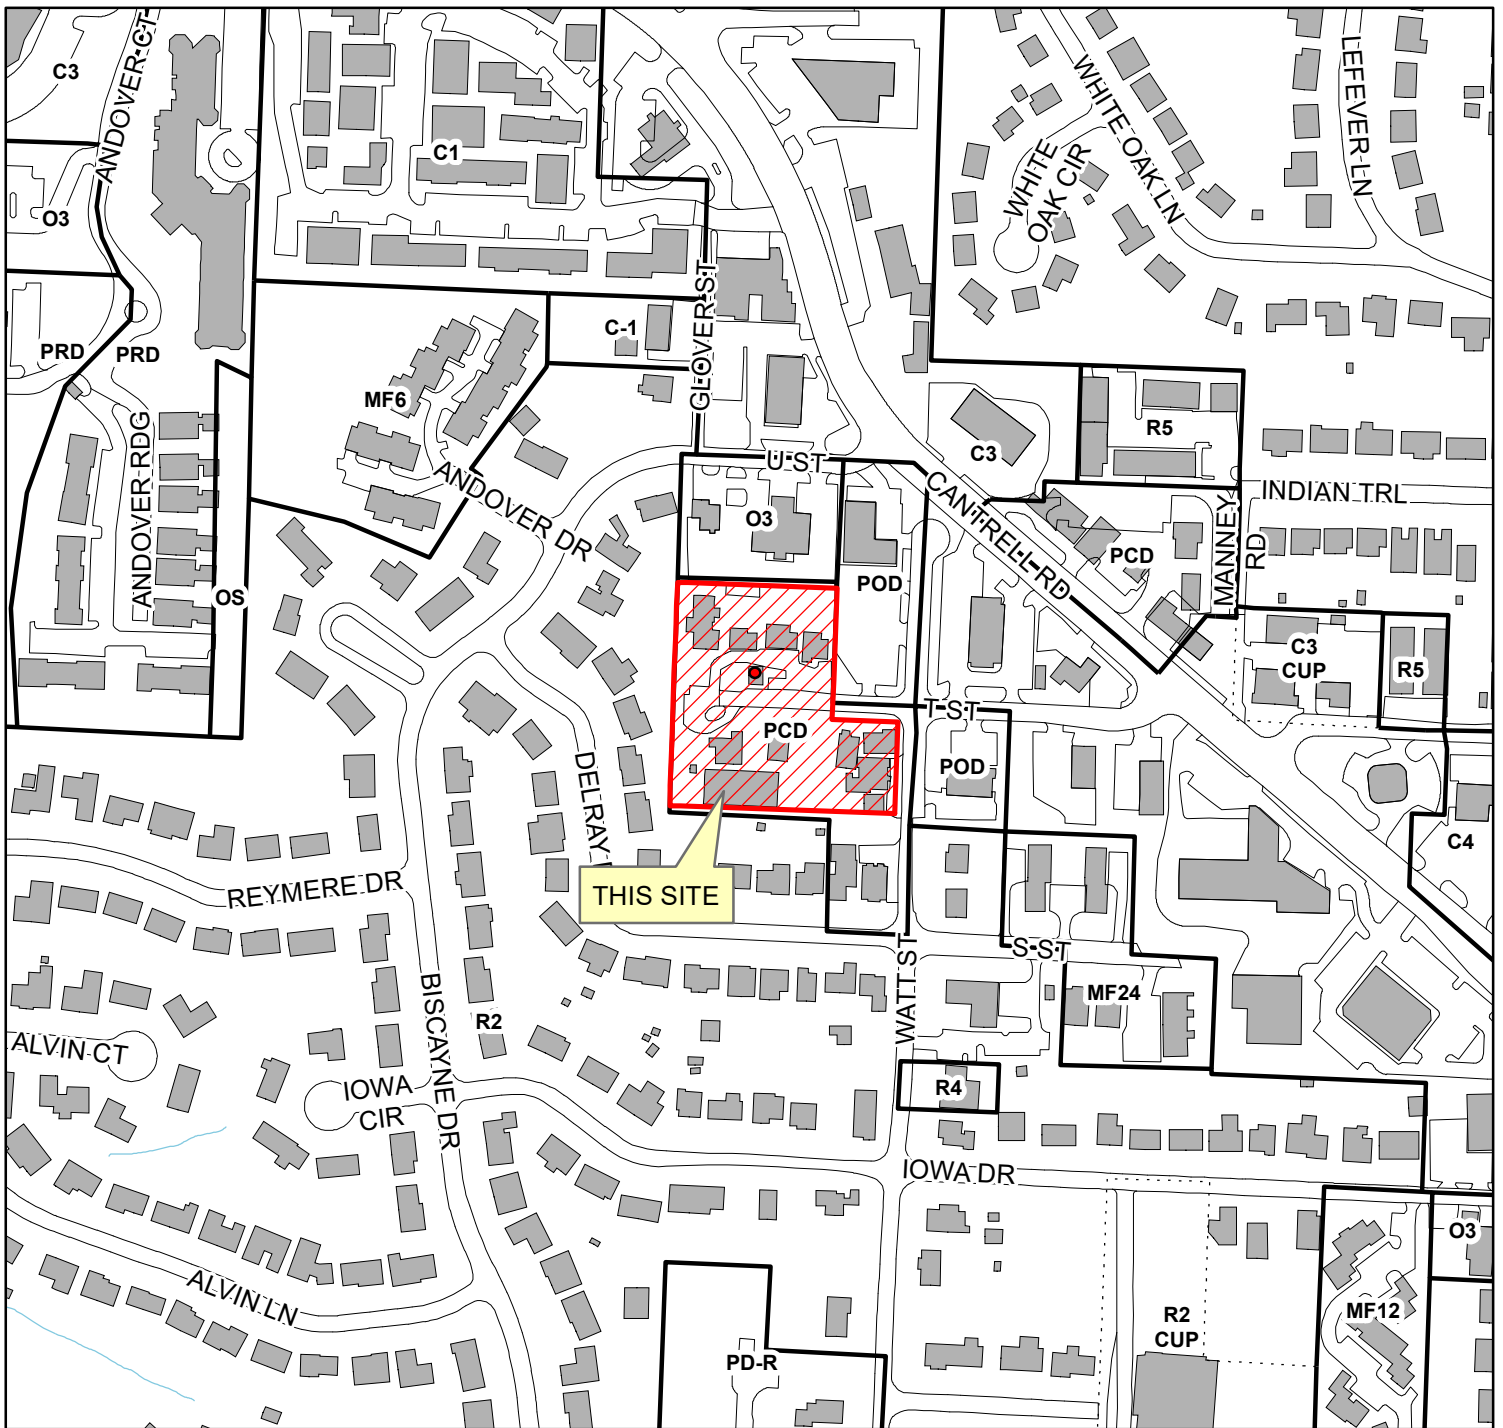 C3
ANDOVER CT
C1
O3
PRD
PRD
ANDOVER RDG
OS
MF6
C-1
GLOVER ST
WHITE OAK LN
WHITE
OAK CIR
LEFEVER LN
C3
R5
U ST
O3
POD
CANTRELL RD
PCD
MANNEY
RD
INDIAN TRL
ANDOVER DR
C3
CUP
R5
PCD
T ST
POD
DELRAY
THIS SITE
C4
REYMERE DR
BISCAYNE DR
R2
WATT ST
S ST
MF24
ALVIN CT
IOWA
CIR
R4
IOWA DR
ALVIN LN
PD-R
R2
CUP
MF12
O3